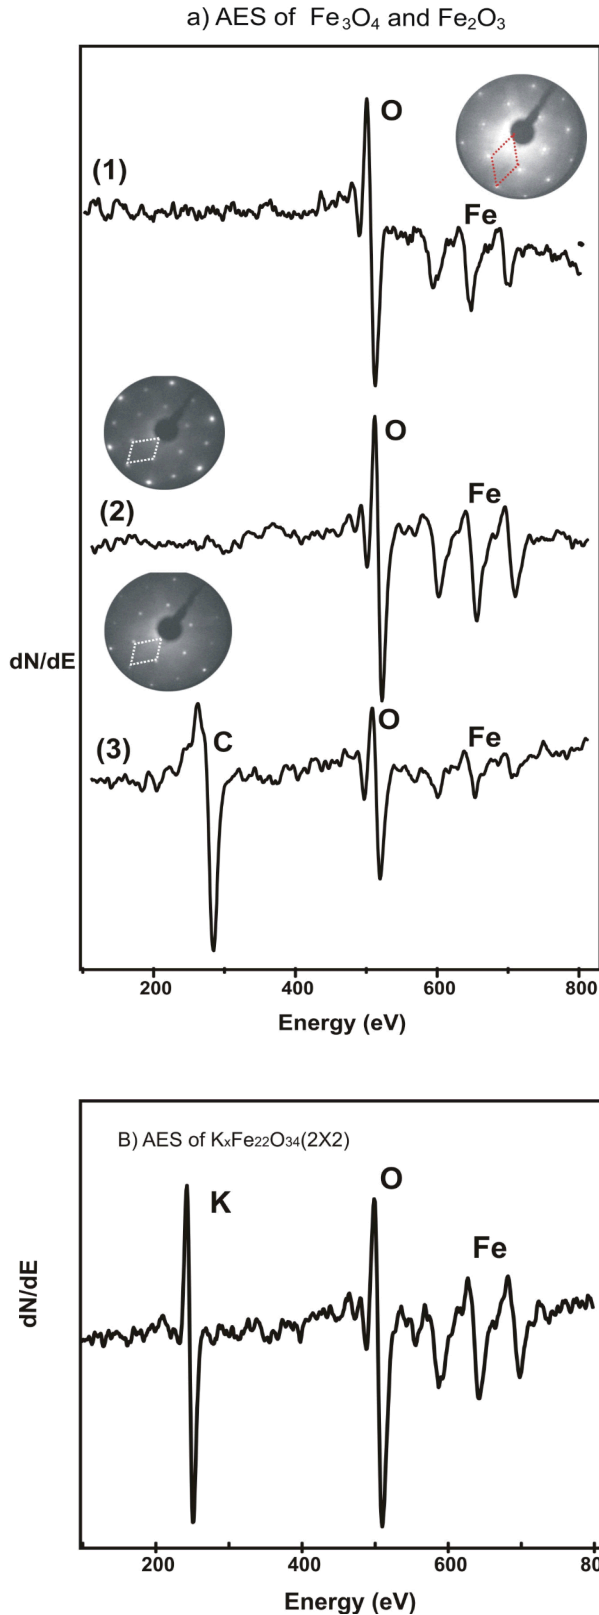 a) AES of Fe₃O₄ and Fe₂O₃
O
(1)
Fe
O
(2)
Fe
dN/dE
O
(3)
C
Fe
200 400 600 800
Energy (eV)
B) AES of KxFe22O34(2X2)
O
K
Fe
dN/dE
200 400 600 80
Energy (eV)